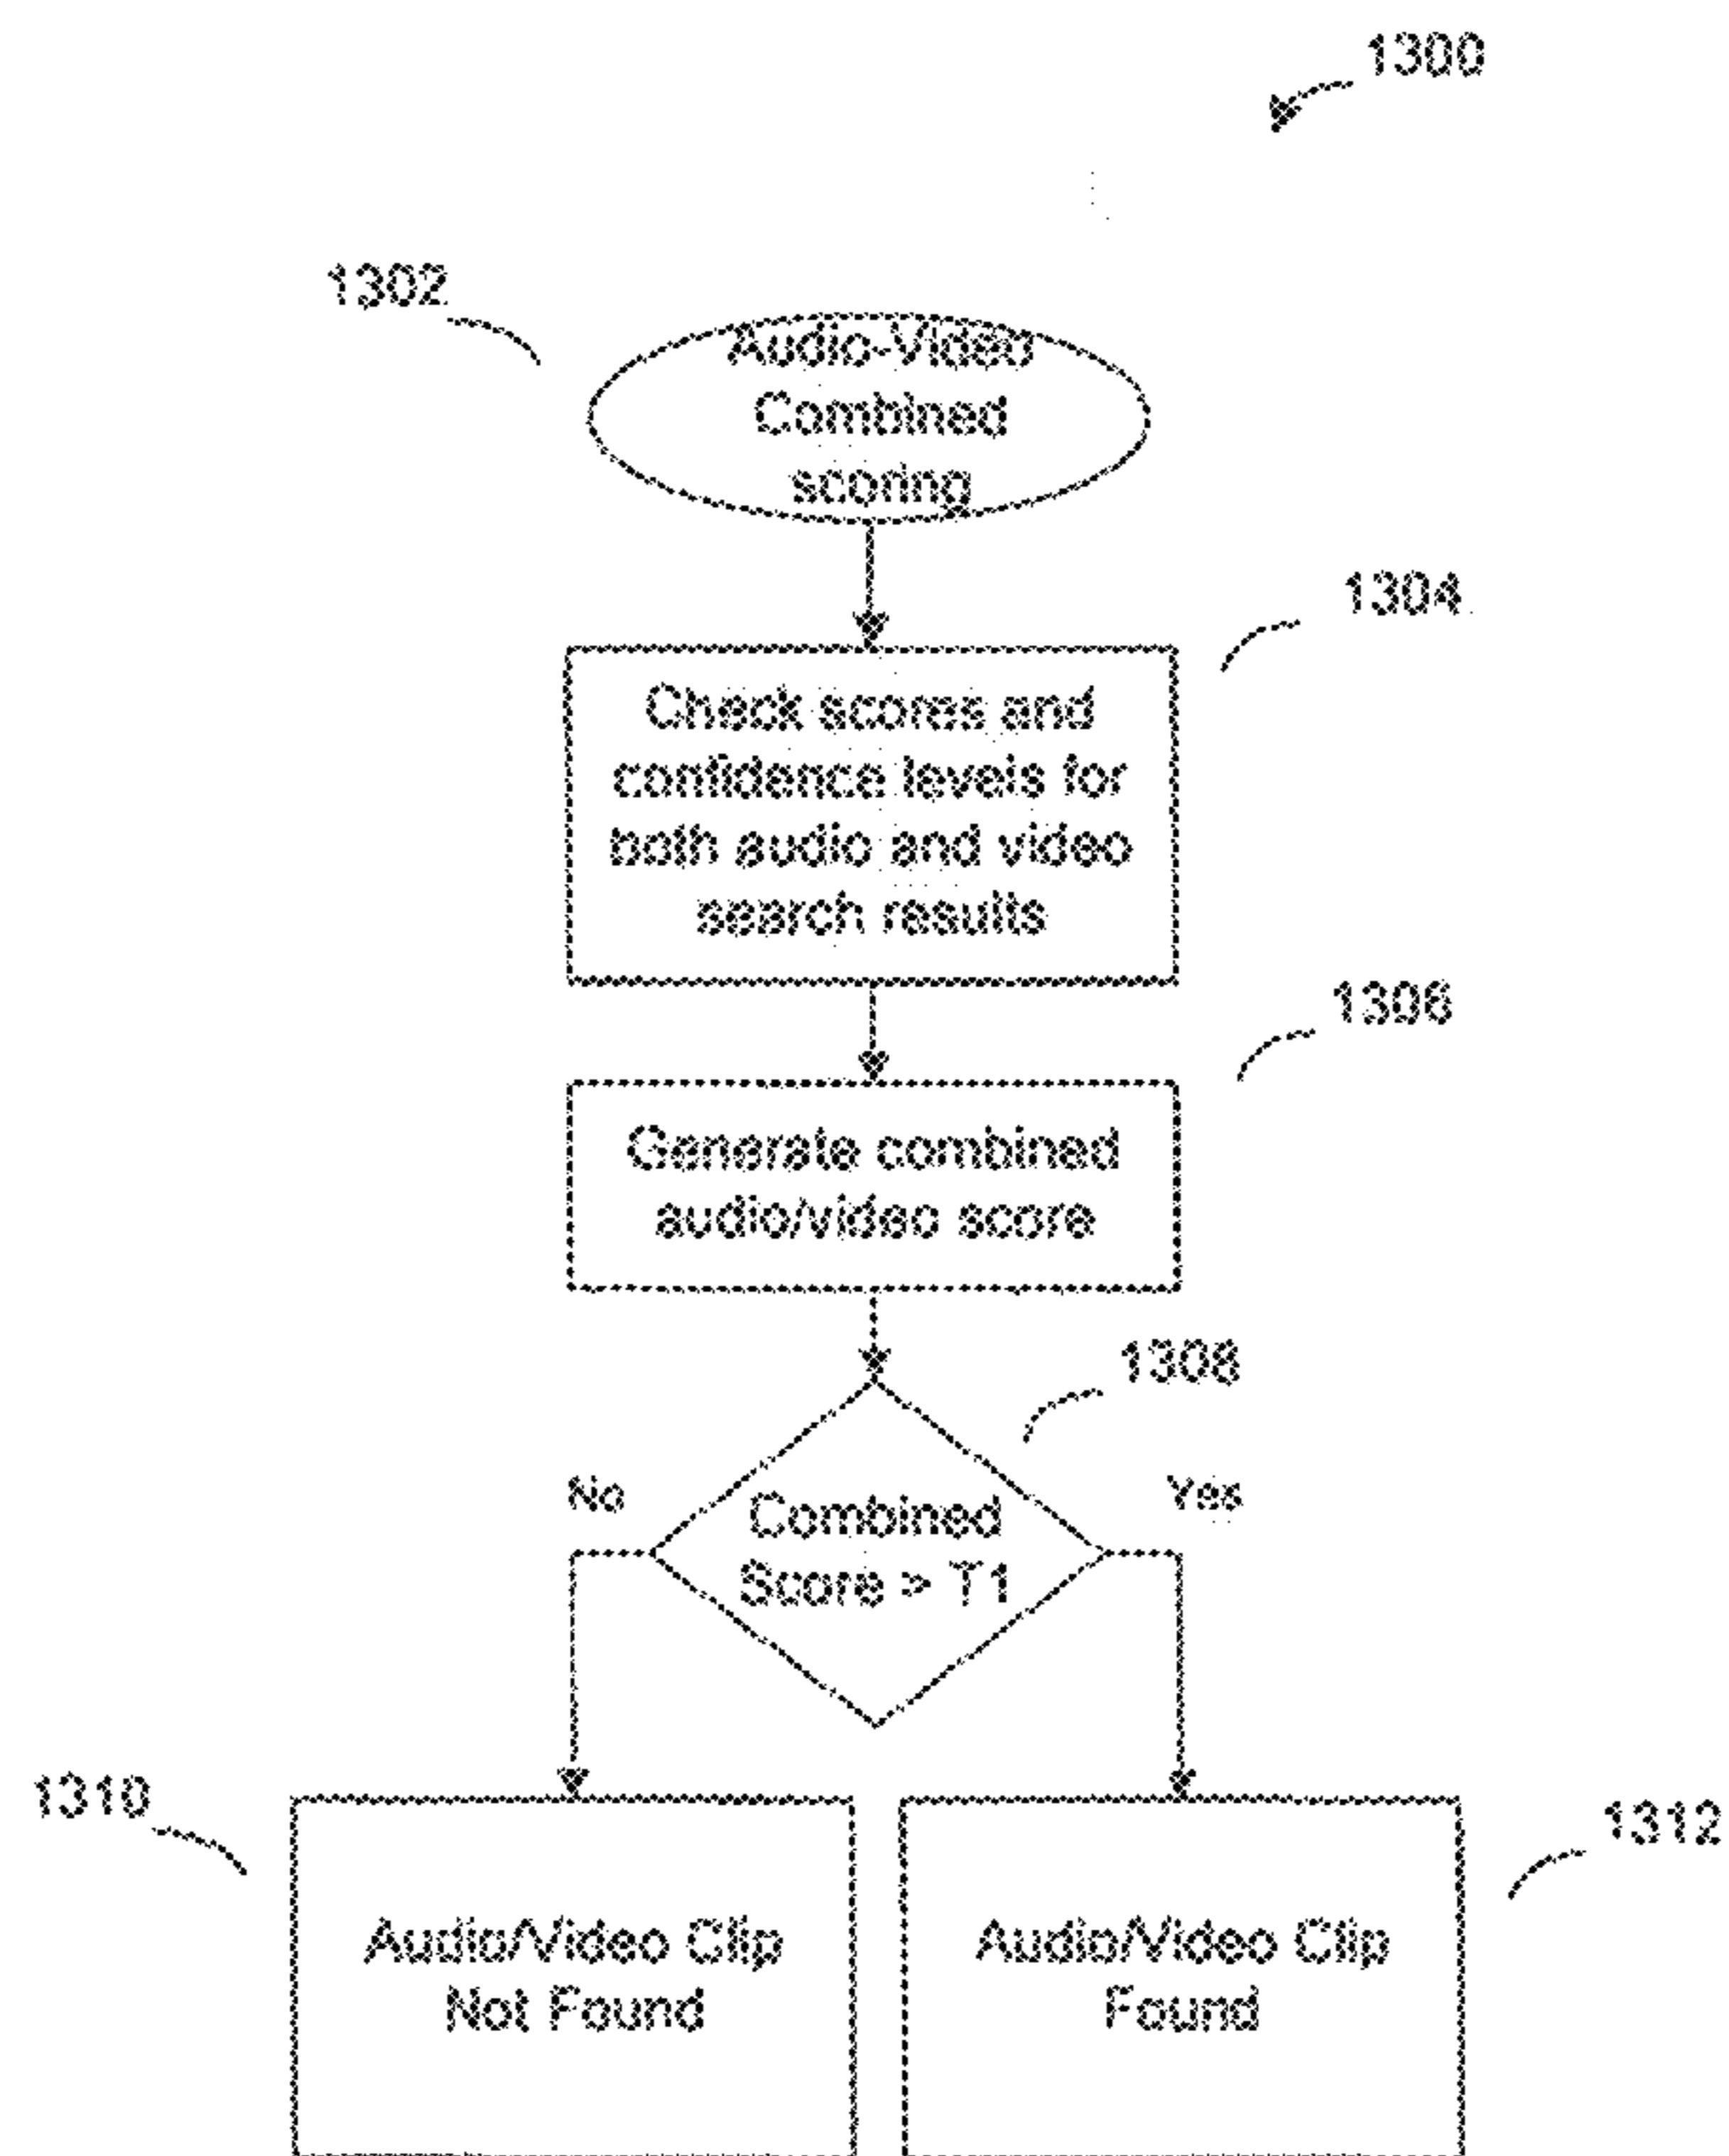 1300
1302
Audio-Video
Combined
scoring
1304
Check scores and
confidence levels for
both audio and video
search results
1306
Generate combined
audio/video score
1308
No
Yes
Combined
Score > T1
1310
1312
Audio/Video Clip
Not Found
Audio/Video Clip
Found